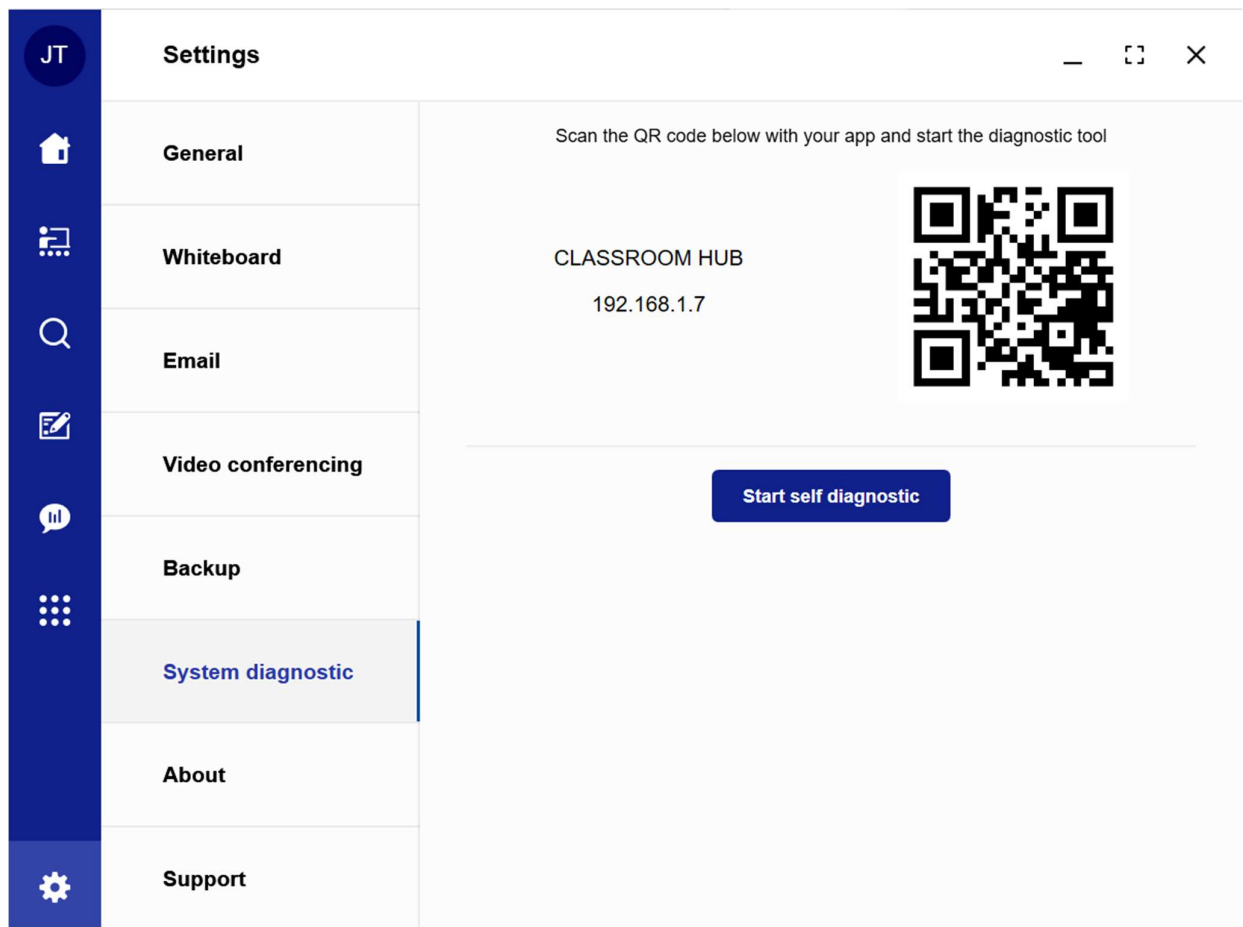 JT
Settings
General
Whiteboard
Email
Video conferencing
Backup
System diagnostic
About
Support
Scan the QR code below with your app and start the diagnostic tool
CLASSROOM HUB
192.168.1.7
Start self diagnostic